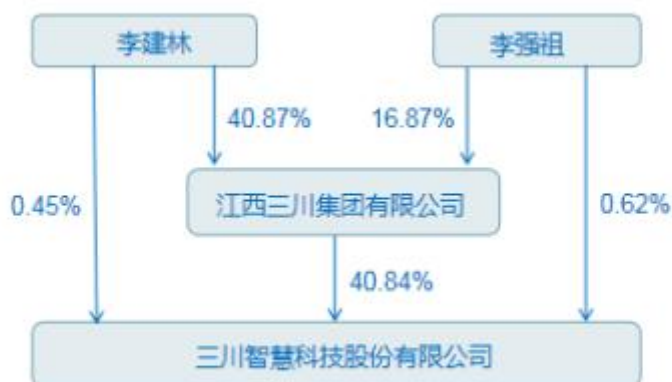 李建林
李强祖
40.87%
16.87%
0.45%
江西三川集团有限公司
0.62%
40.84%
三川智慧科技股份有限公司